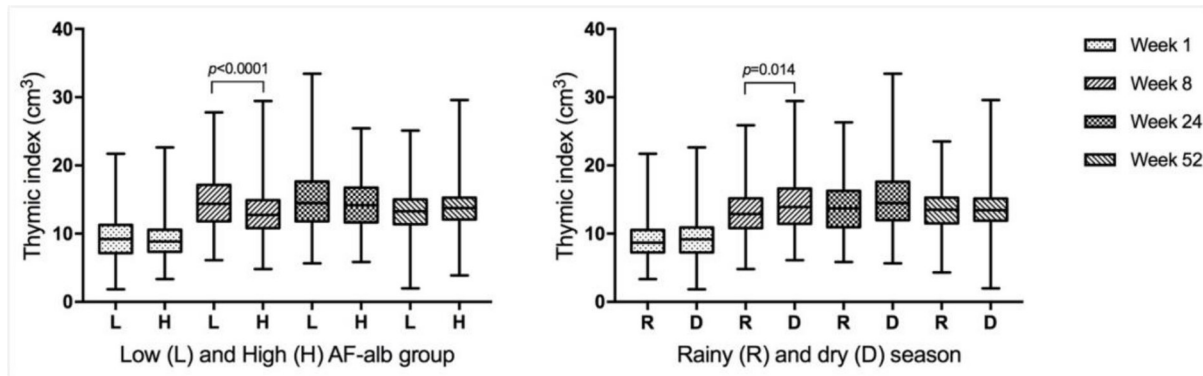 40
30
20
10
0
Thymic index (cm³)
p<0.0001
L H L H L H L H
Low (L) and High (H) AF-alb group
40
30
20
10
0
Thymic index (cm³)
p=0.014
R D R D R D R D
Rainy (R) and dry (D) season
Week 1
Week 8
Week 24
Week 52